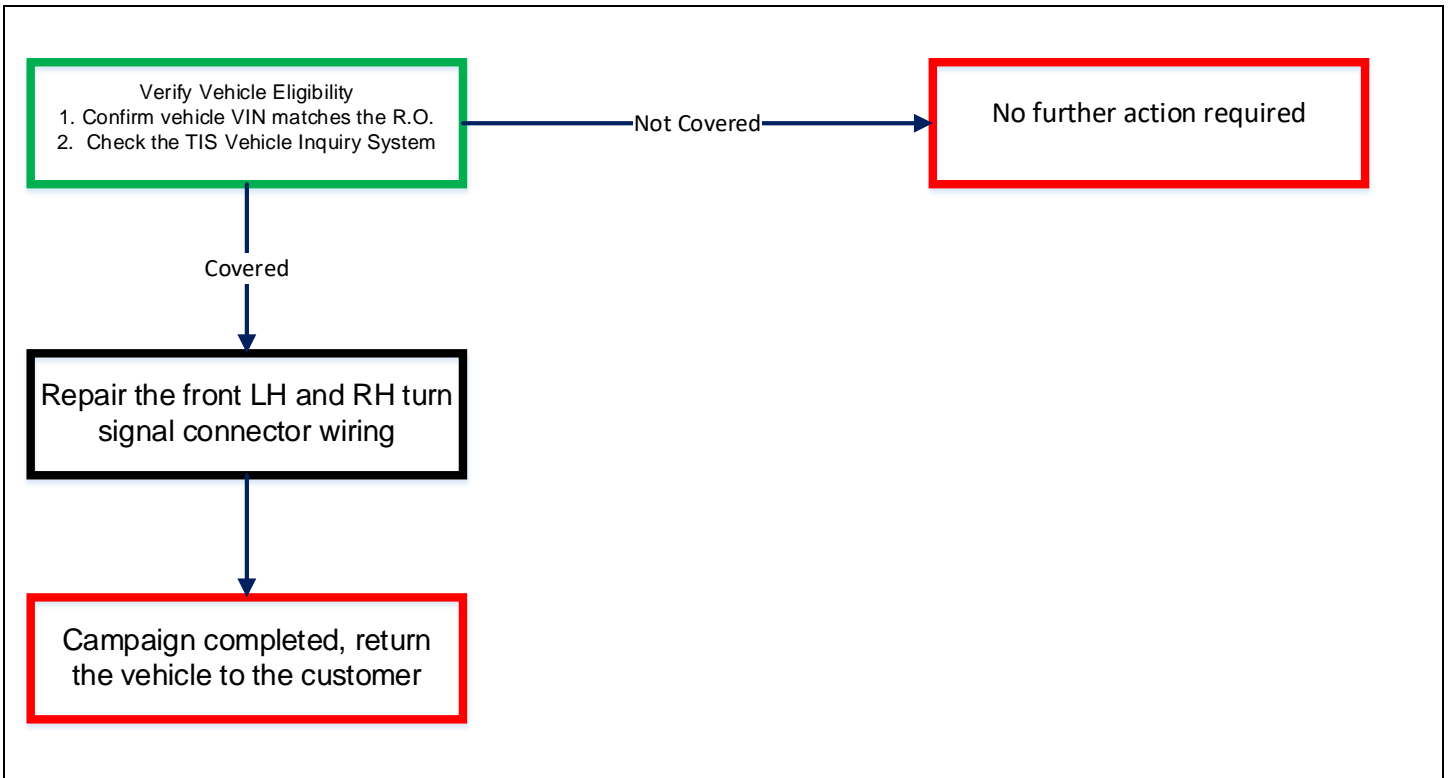 Verify Vehicle Eligibility
1. Confirm vehicle VIN matches the R.O.
2. Check the TIS Vehicle Inquiry System
Not Covered
No further action required
Covered
Repair the front LH and RH turn
signal connector wiring
Campaign completed, return
the vehicle to the customer